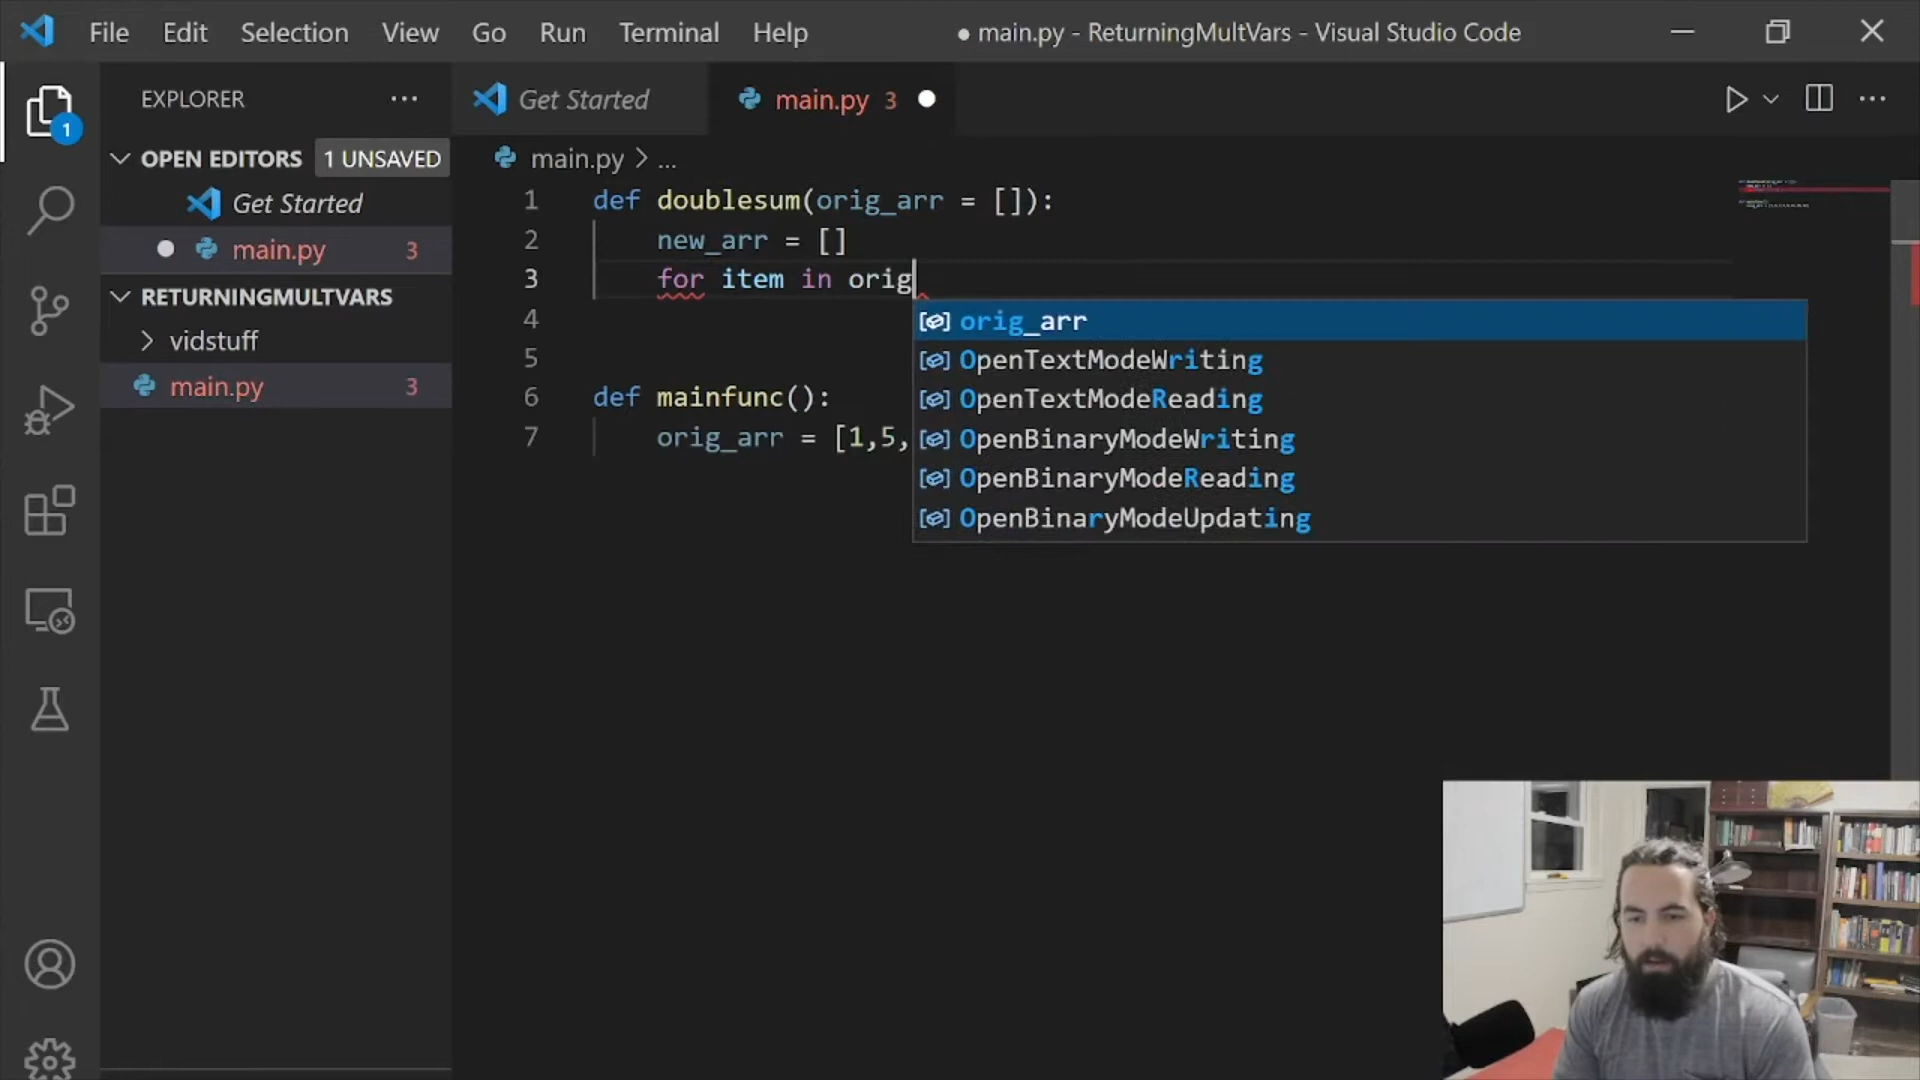 File Edit Selection View Go Run Terminal Help ● main.py - ReturningMultVars - Visual Studio Code
EXPLORER ...
Get Started main.py 3
1
OPEN EDITORS 1 UNSAVED
Get Started
main.py 3
RETURNINGMULTVARS
vidstuff
main.py 3
main.py > ...
1 def doublesum(orig_arr = []):
2 new_arr = []
3 for item in orig
4
5
6 def mainfunc():
7 orig_arr = [1,5,
orig_arr
OpenTextModeWriting
OpenTextModeReading
OpenBinaryModeWriting
OpenBinaryModeReading
OpenBinaryModeUpdating